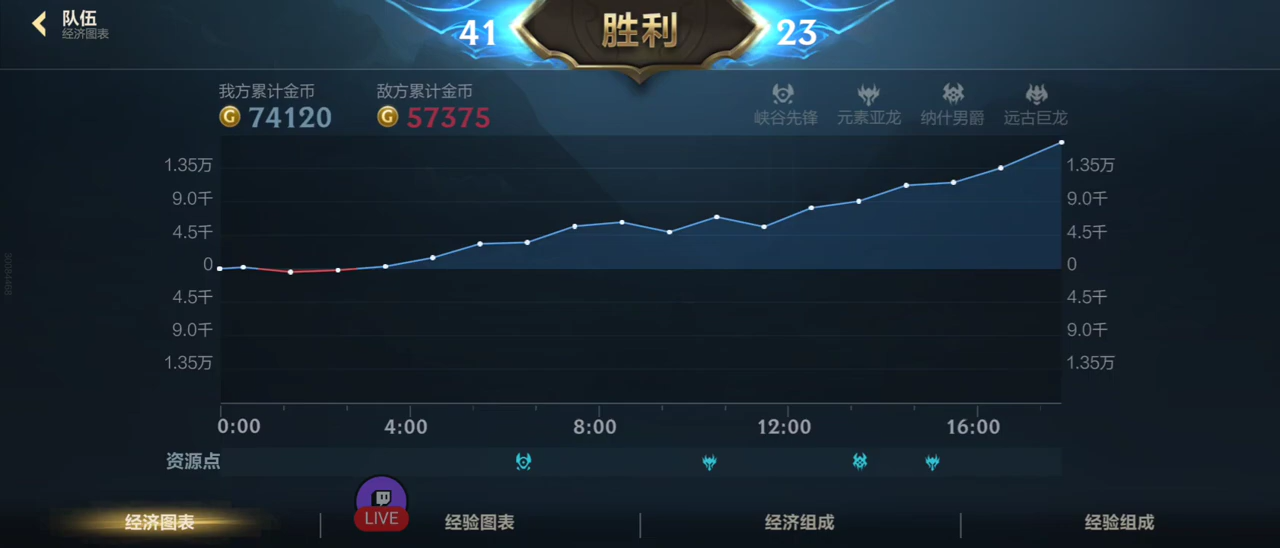 队伍
经济图表
41
胜利
23
我方累计金币
敌方累计金币
G 74120
G 57375
峡谷先锋
元素亚龙
纳什男爵
远古巨龙
1.35万
1.35万
9.0千
9.0千
4.5千
4.5千
0
0
4.5千
4.5千
9.0千
9.0千
1.35万
1.35万
0:00
4:00
8:00
12:00
16:00
资源点
LIVE
经济图表
经验图表
经济组成
经验组成